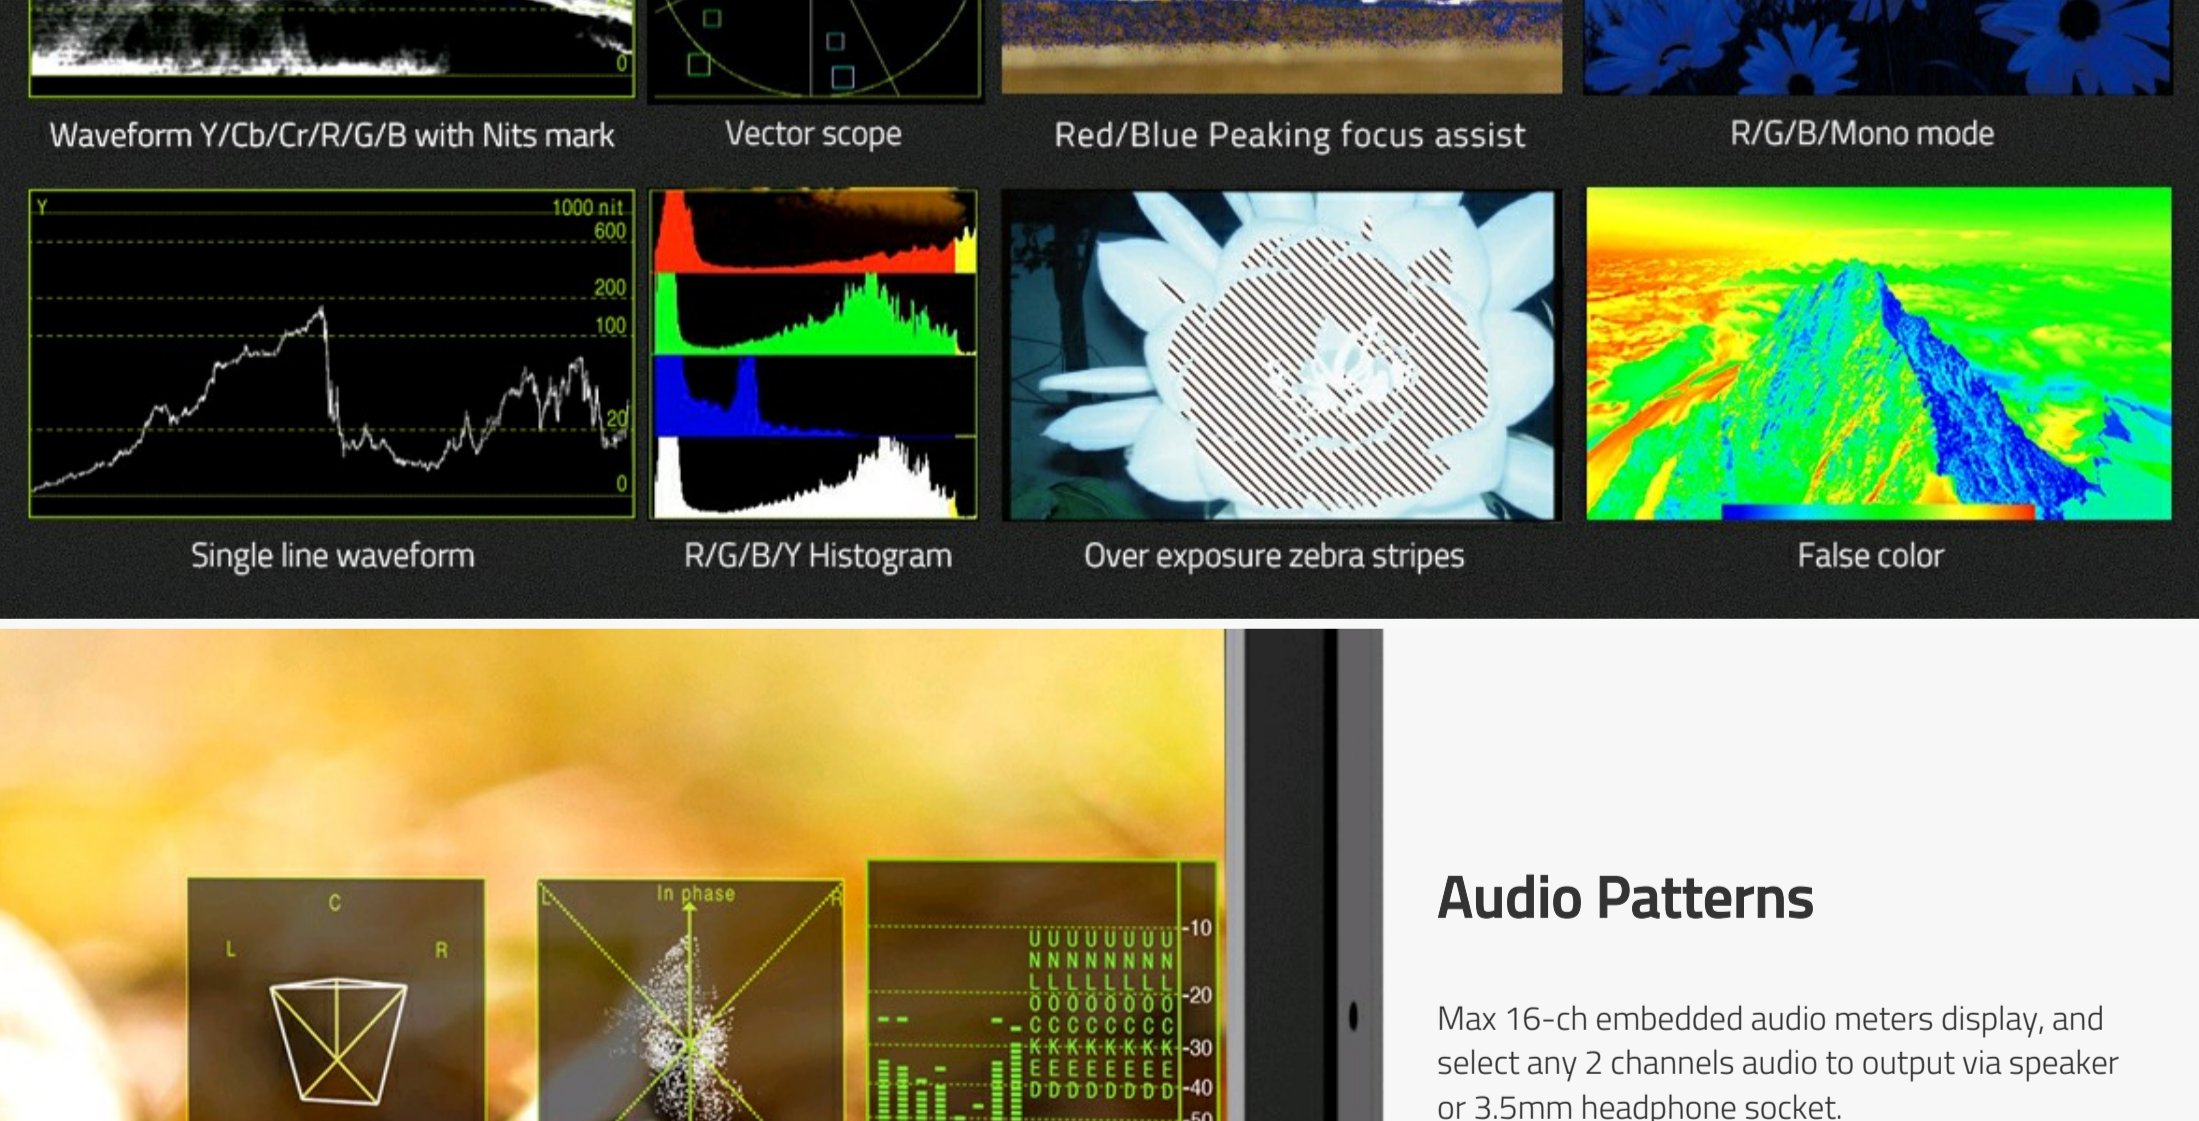 0
Waveform Y/Cb/Cr/R/G/B with Nits mark
Vector scope
Red/Blue Peaking focus assist
R/G/B/Mono mode
Y
1000 nit
600
200
100
20
0
Single line waveform
R/G/B/Y Histogram
Over exposure zebra stripes
False color
C
L
R
In phase
L
R
-10
-20
-30
-40
-50
U U U U U U U U
N N N N N N N N
L L L L L L L L
O O O O O O O O
C C C C C C C C
K K K K K K K K
E E E E E E E E
D D D D D D D D
Audio Patterns
Max 16-ch embedded audio meters display, and
select any 2 channels audio to output via speaker
or 3.5mm headphone socket.